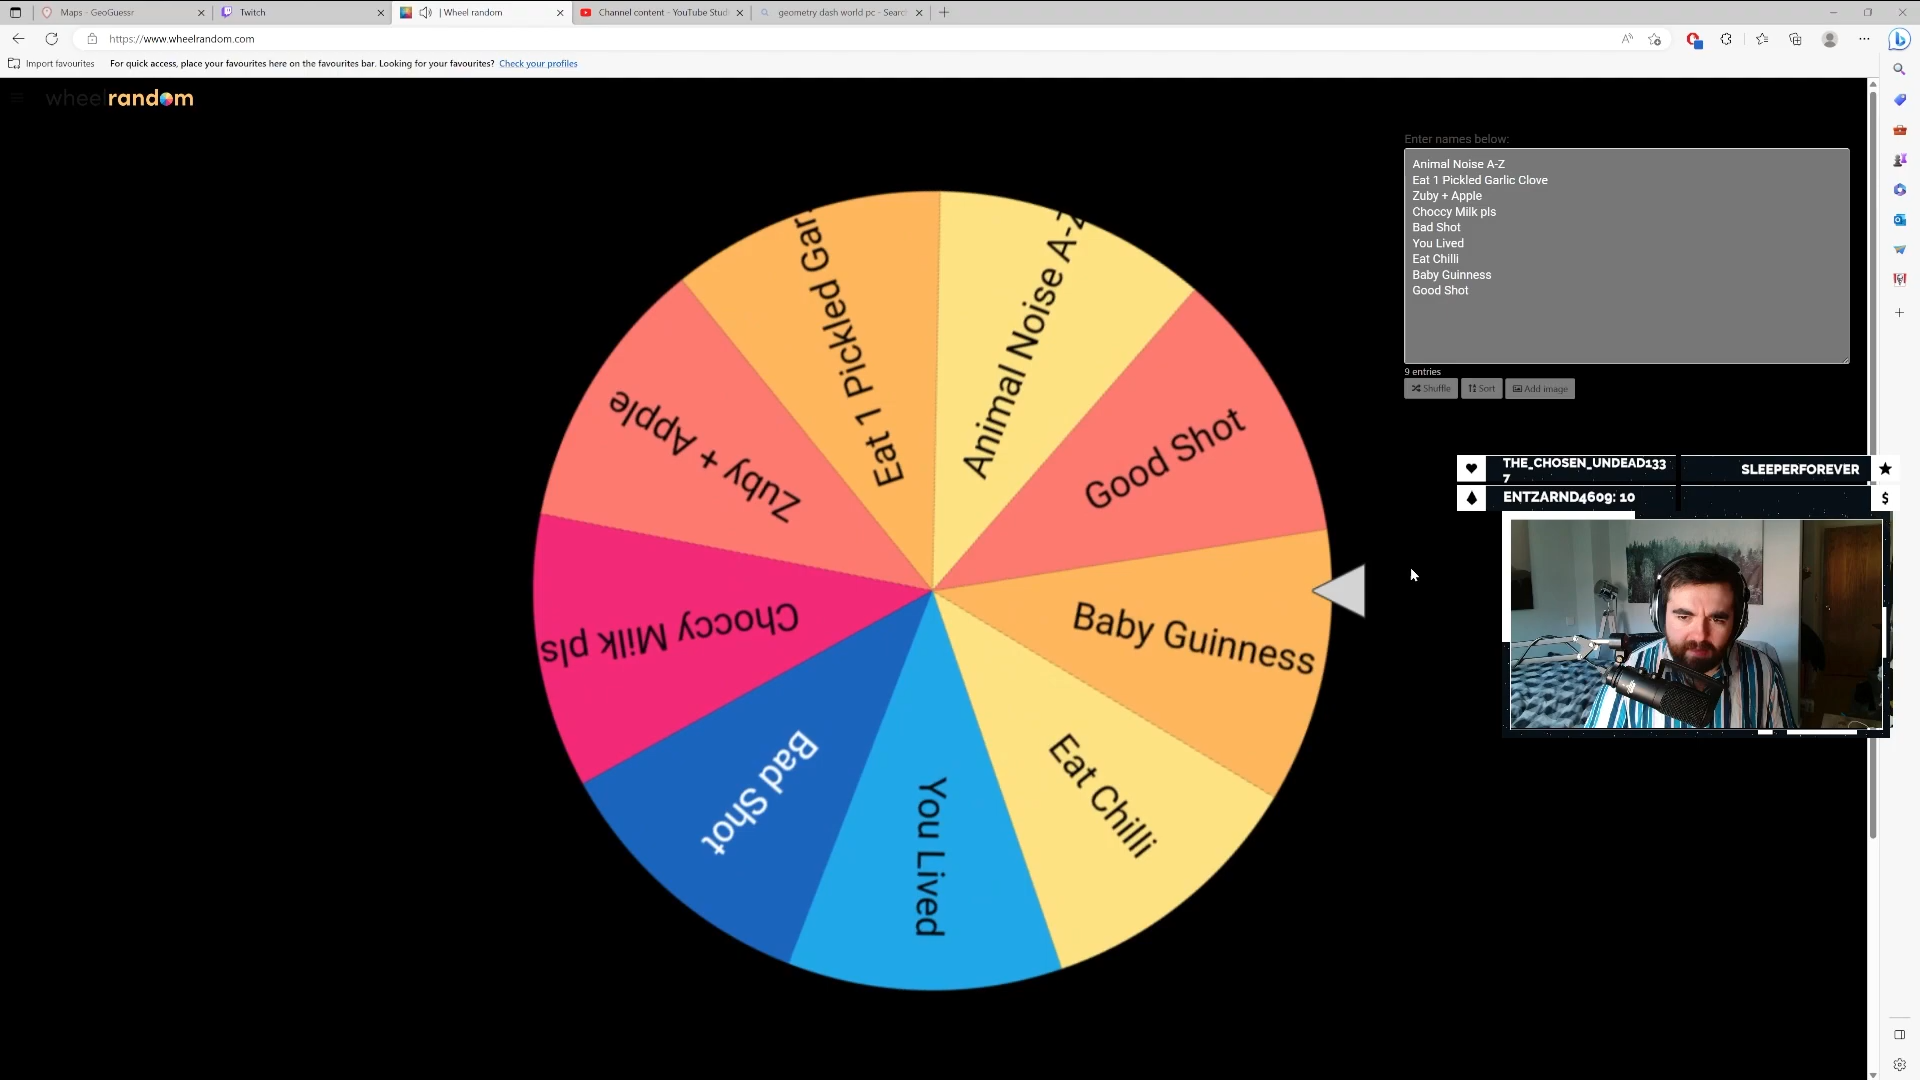 Maps - GeoGuessr
Twitch
| Wheel random
Channel content - YouTube Stud
geometry dash world pc - Search
https://www.wheelrandom.com
Import favourites
For quick access, place your favourites here on the favourites bar. Looking for your favourites? Check your profiles
wheelrandom
Enter names below:
Animal Noise A-Z
Eat 1 Pickled Garlic Clove
Zuby + Apple
Choccy Milk pls
Bad Shot
You Lived
Eat Chilli
Baby Guinness
Good Shot
9 entries
Shuffle
Sort
Add image
Eat 1 Pickled Gar
Animal Noise A-Z
Good Shot
Baby Guinness
Eat Chilli
You Lived
Bad Shot
Choccy Milk pls
Zuby + Apple
THE_CHOSEN_UNDEAD133
7
SLEEPERFOREVER
ENTZARND4609: 10
$